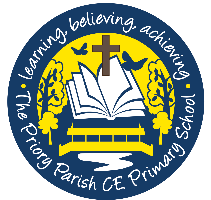 learning, believing, achieving
The Priory Parish CE Primary School